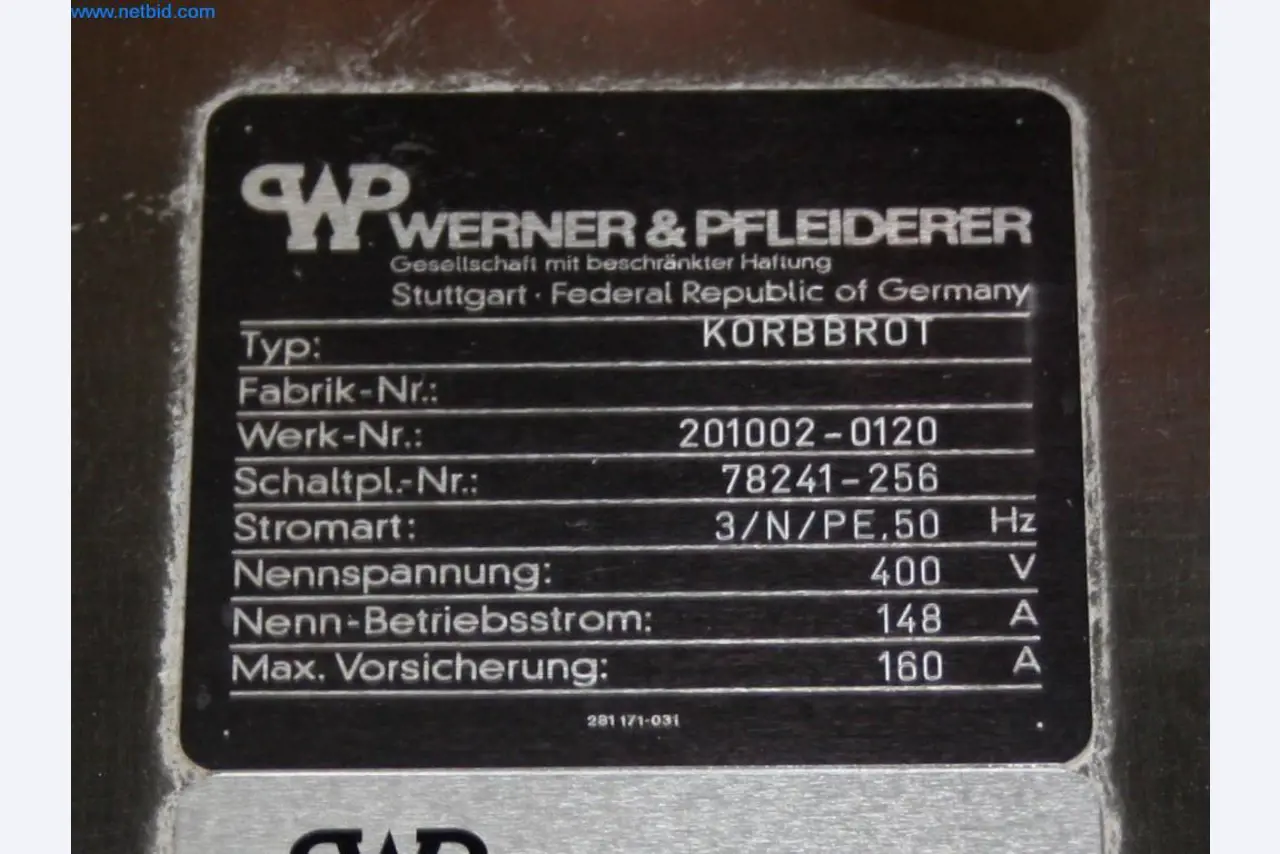 www.netbid.com
WP WERNER & PFLEIDERER
Gesellschaft mit beschränkter Haftung
Stuttgart · Federal Republic of Germany
Typ: KORBBROT
Fabrik-Nr.:
Werk-Nr.: 201002-0120
Schaltpl.-Nr.: 78241-256
Stromart: 3/N/PE,50 Hz
Nennspannung: 400 V
Nenn-Betriebsstrom: 148 A
Max. Vorsicherung: 160 A
281 171-031
WP